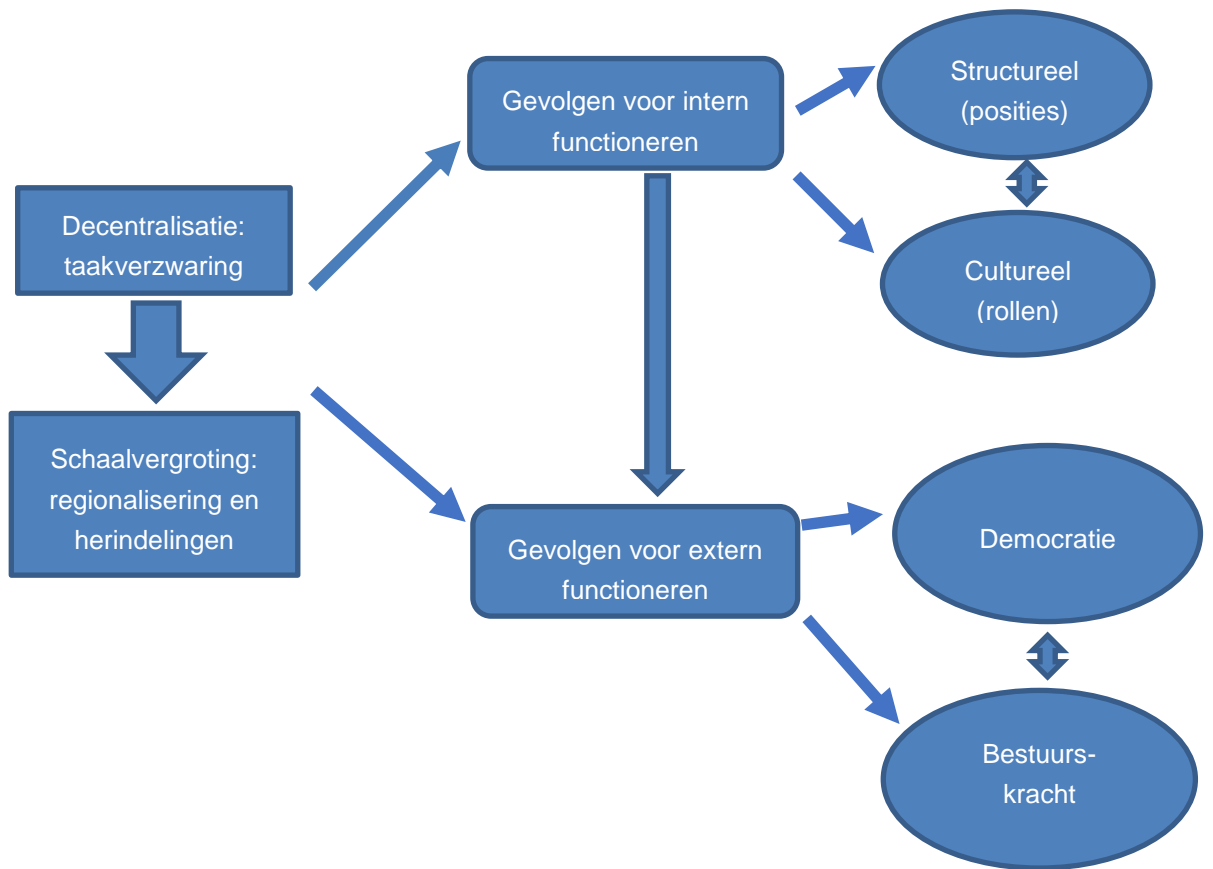 Decentralisatie:
taakverzwaring
Schaalvergroting:
regionalisering en
herindelingen
Gevolgen voor intern
functioneren
Gevolgen voor extern
functioneren
Structureel
(posities)
Cultureel
(rollen)
Democratie
Bestuurs-
kracht